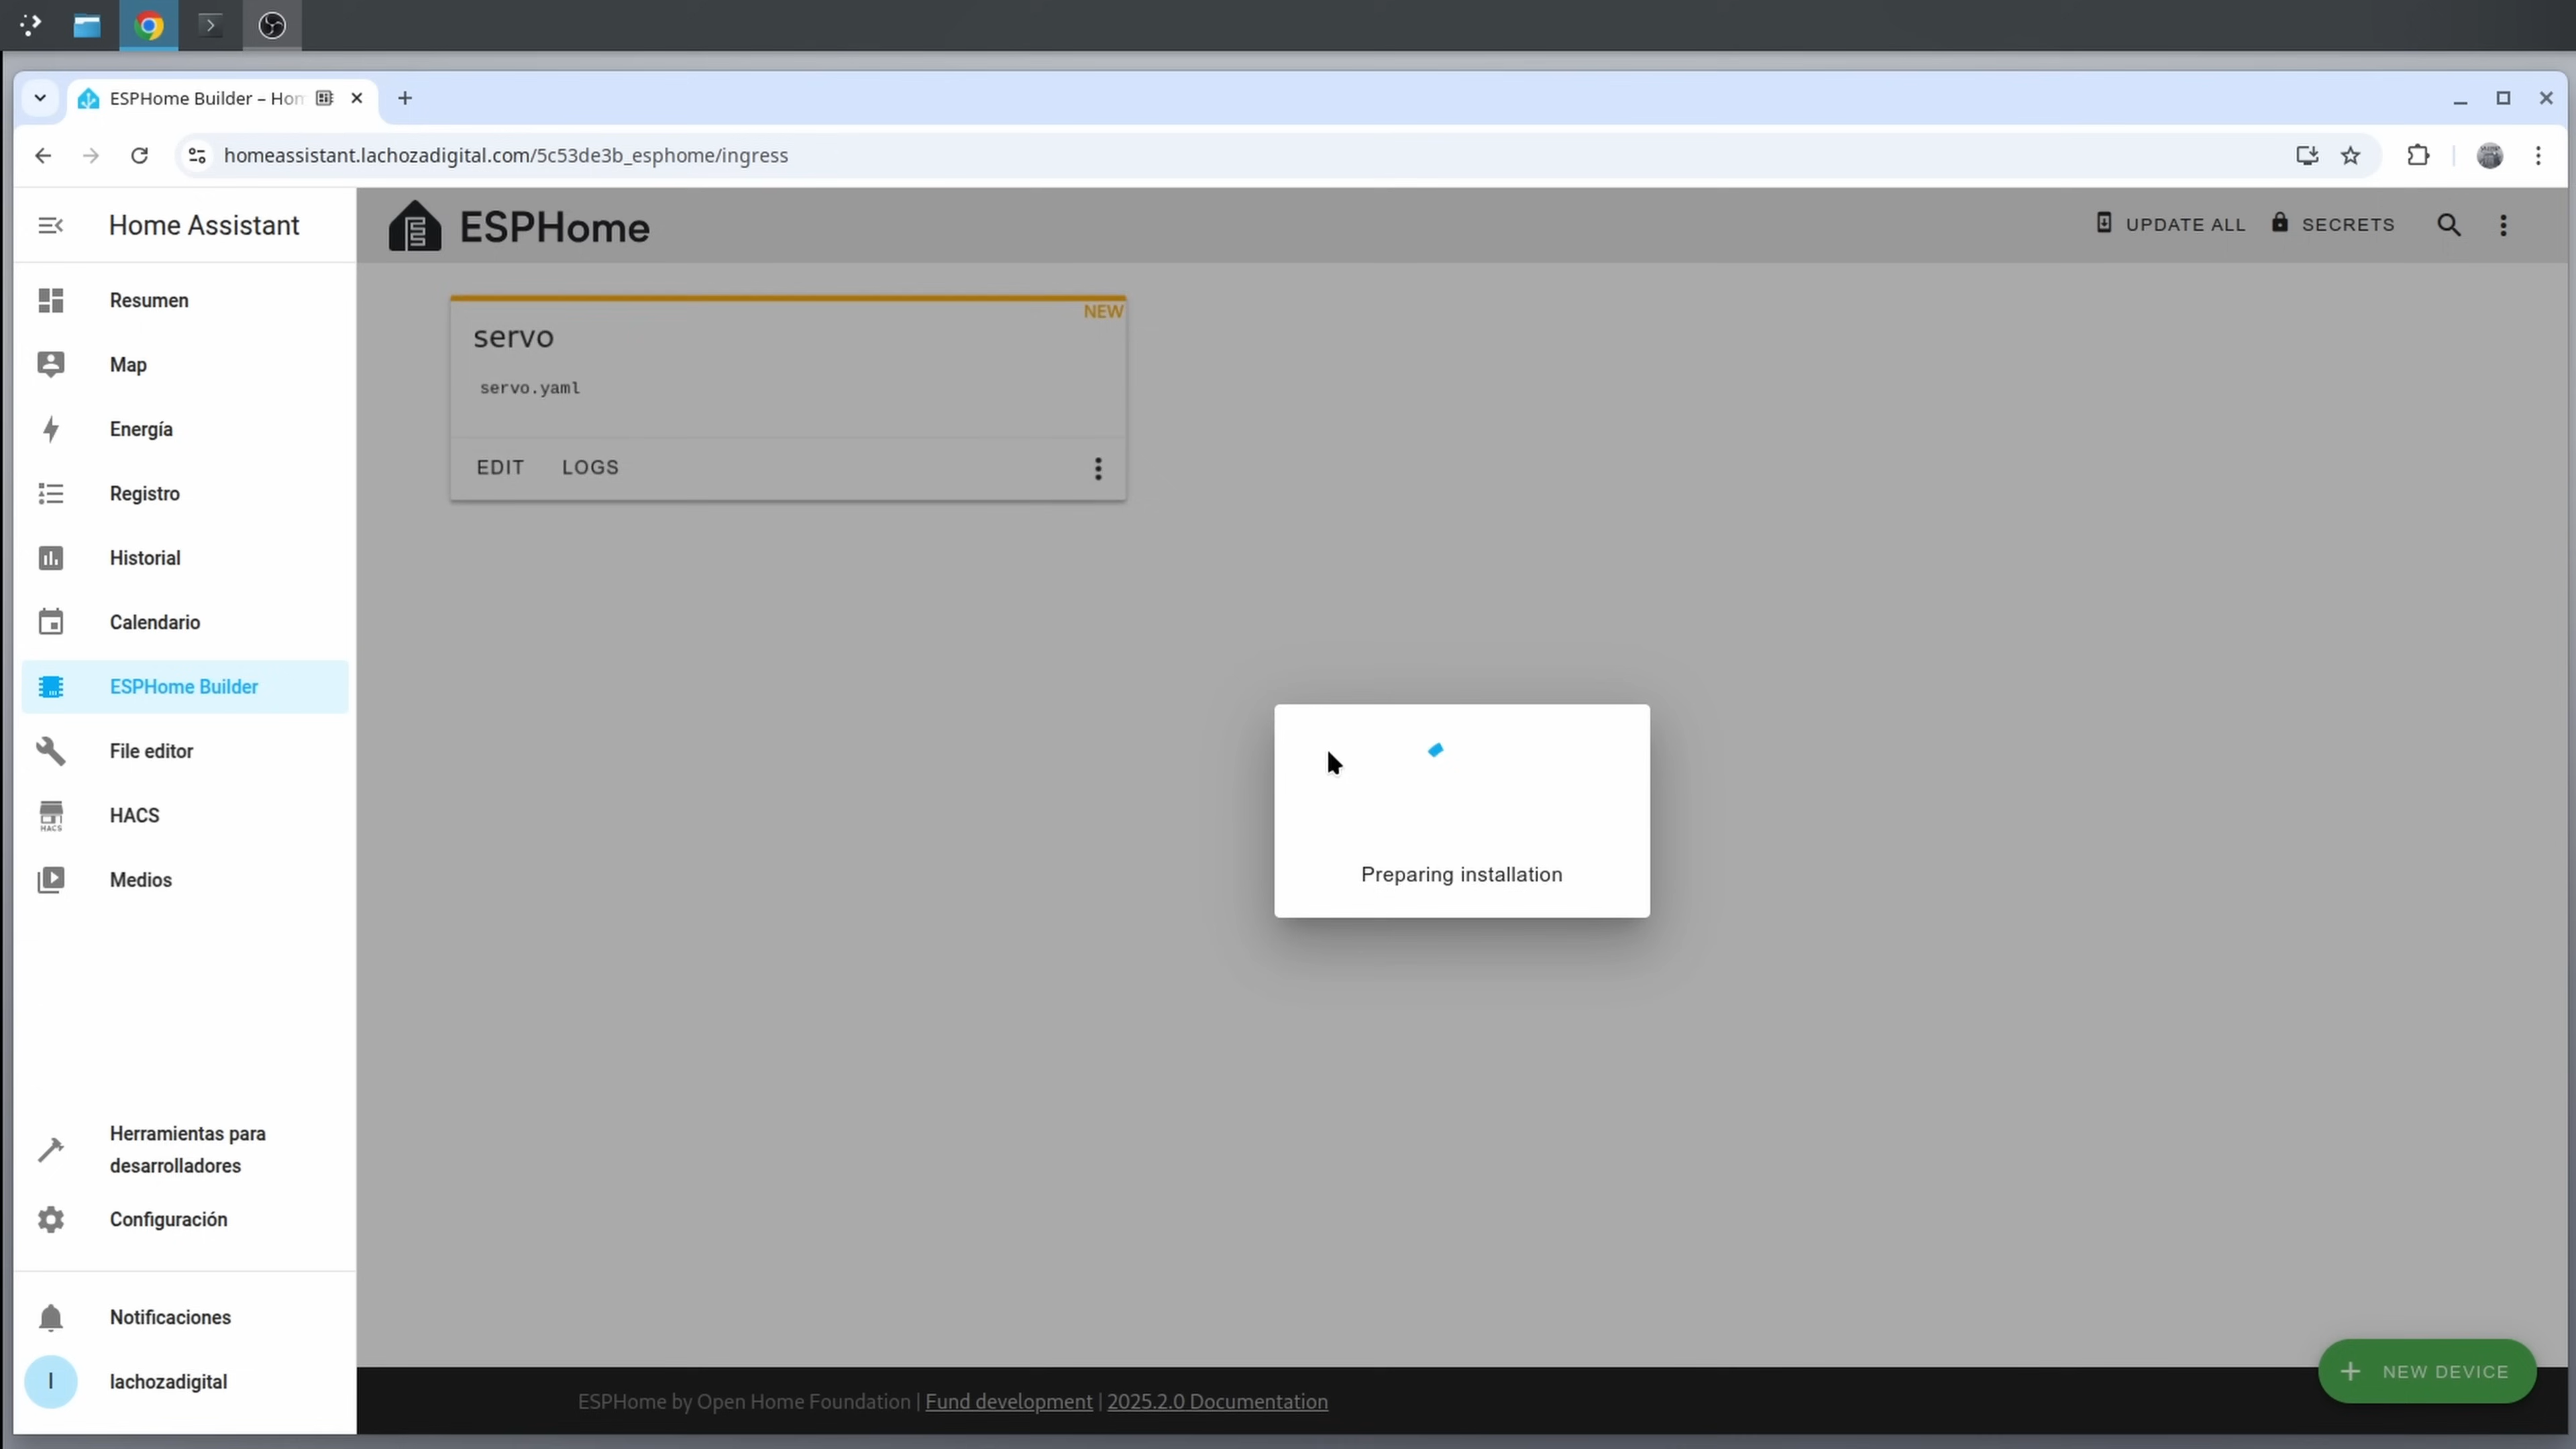 ESPHome Builder – Hom
homeassistant.lachozadigital.com/5c53de3b_esphome/ingress
Home Assistant
ESPHome
UPDATE ALL
SECRETS
Resumen
Map
Energía
Registro
Historial
Calendario
ESPHome Builder
File editor
HACS
HACS
Medios
Herramientas para
desarrolladores
Configuración
Notificaciones
l
lachozadigital
NEW
servo
servo.yaml
EDIT LOGS
Preparing installation
NEW DEVICE
ESPHome by Open Home Foundation | Fund development | 2025.2.0 Documentation